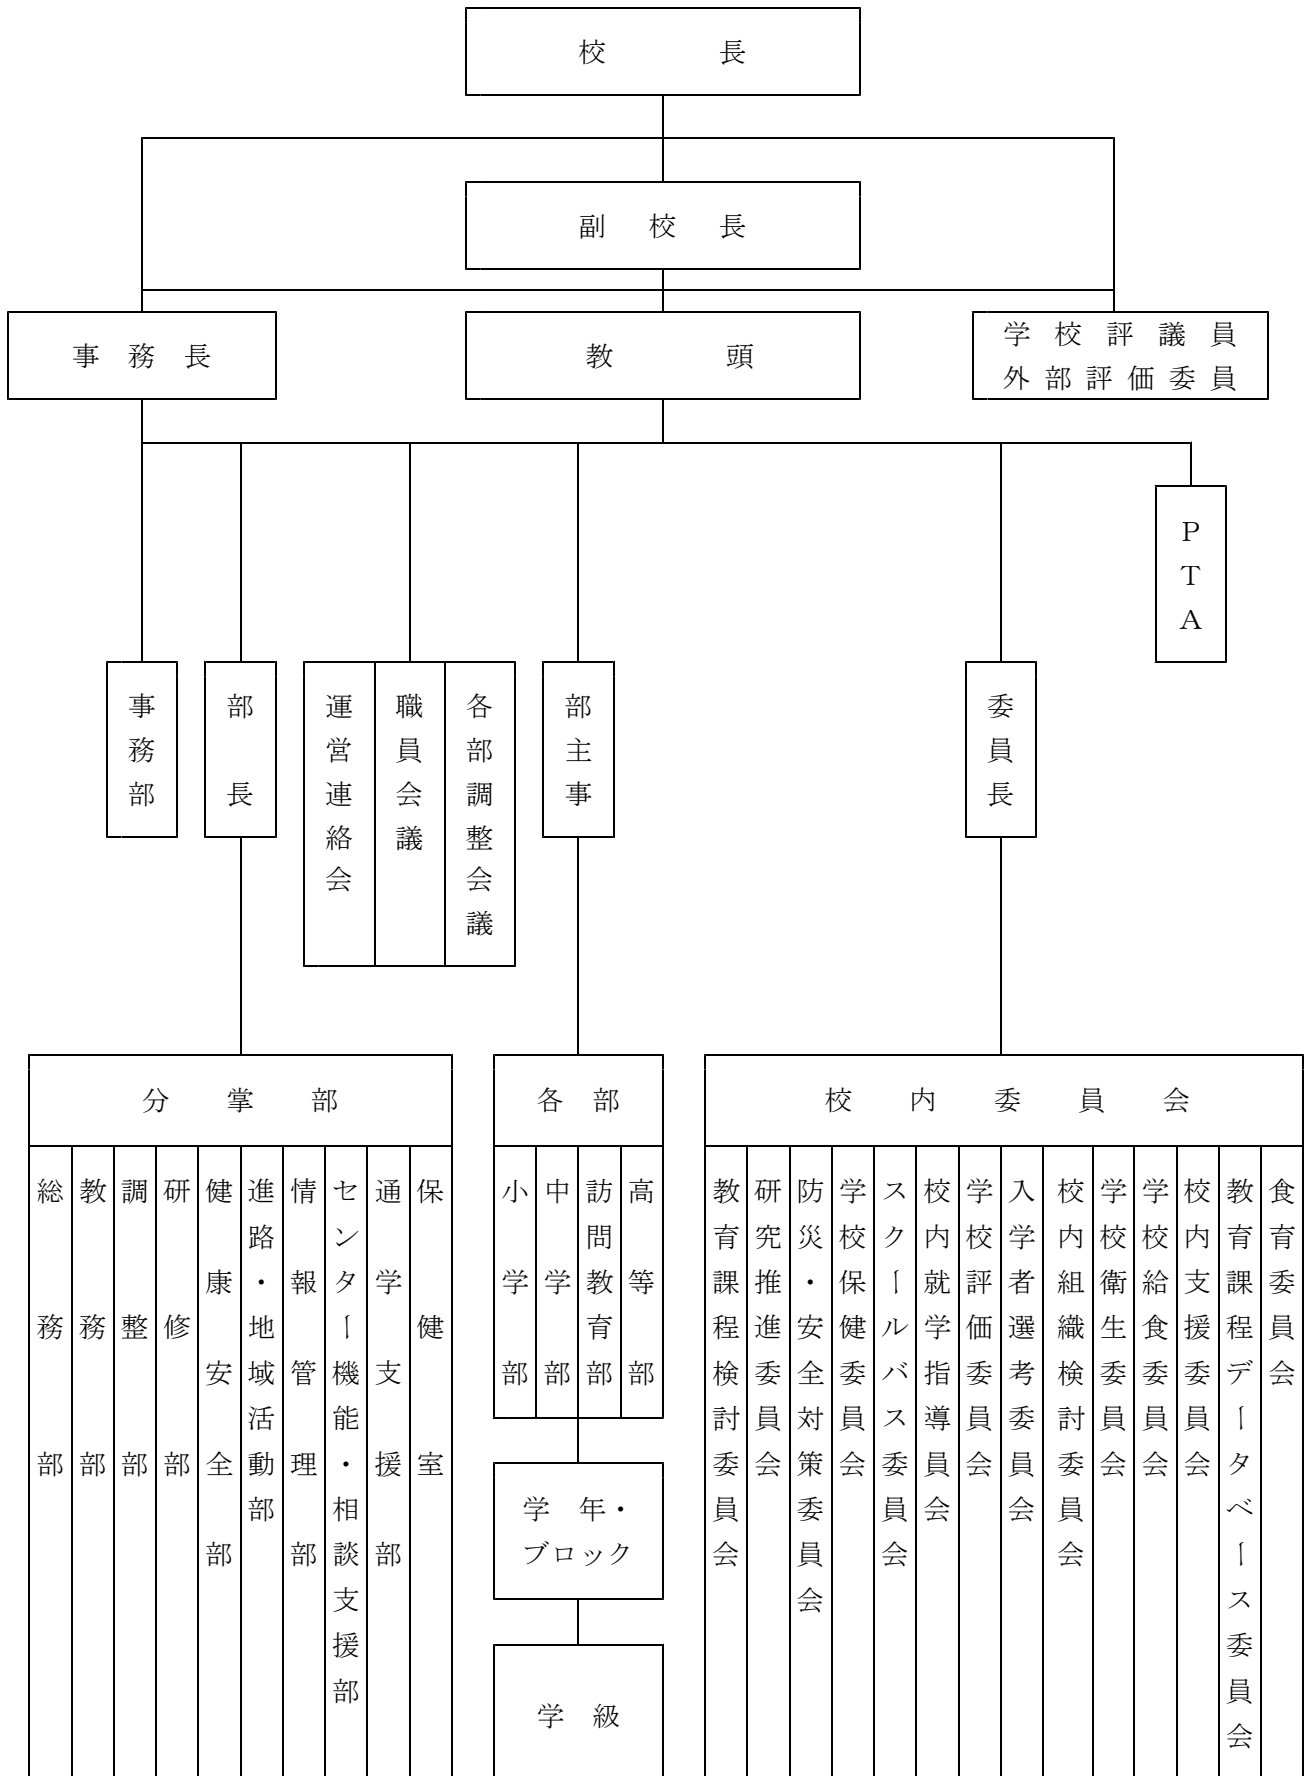 校長
副校長
事務長
教頭
学校評議員
外部評価委員
PTA
事務部
部長
運営連絡会
職員会議
各部調整会議
部主事
委員長
分掌部
総務部
教務部
調整部
研修部
健康安全部
進路・地域活動部
情報管理部
センター機能・相談支援部
通学支援部
保健室
各部
小学部
中学部
訪問教育部
高等部
学年・
ブロック
学級
校内委員会
教育課程検討委員会
研究推進委員会
防災・安全対策委員会
学校保健委員会
スクールバス委員会
校内就学指導員会
学校評価委員会
入学者選考委員会
校内組織検討委員会
学校衛生委員会
学校給食委員会
校内支援委員会
教育課程データベース委員会
食育委員会